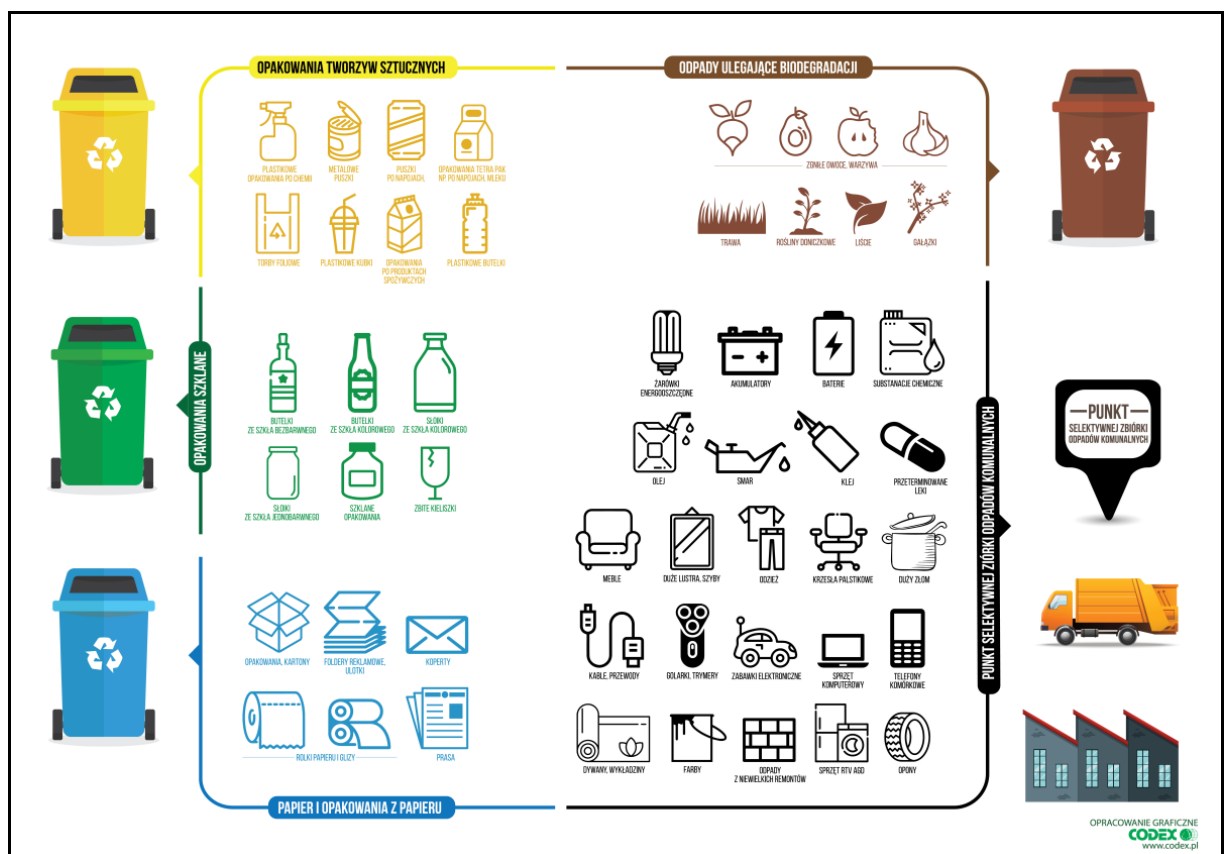 OPAKOWANIA TWORZYW SZTUCZNYCH
PLASTIKOWE
OPAKOWANIA PO CHEMII
METALOWE
PUSZKI
PUSZKI
PO NAPOJACH,
OPAKOWANIA TETRA PAK
NP. PO NAPOJACH, MLEKU
TORBY FOLIOWE
PLASTIKOWE KUBKI
OPAKOWANIA
PO PRODUKTACH
SPOŻYWCZYCH
PLASTIKOWE BUTELKI
ODPADY ULEGAJĄCE BIODEGRADACJI
ZGNIŁE OWOCE, WARZYWA
TRAWA
ROŚLINY DONICZKOWE
LIŚCIE
GAŁĄZKI
OPAKOWANIA SZKLANE
BUTELKI
ZE SZKŁA BEZBARWNEGO
BUTELKI
ZE SZKŁA KOLOROWEGO
SŁOIKI
ZE SZKŁA KOLOROWEGO
SŁOIKI
ZE SZKŁA JEDNOBARWNEGO
SZKLANE
OPAKOWANIA
ZBITE KIELISZKI
OPAKOWANIA, KARTONY
FOLDERY REKLAMOWE,
ULOTKI
KOPERTY
ROLKI PAPIERU I GLIZY
PRASA
PAPIER I OPAKOWANIA Z PAPIERU
ŻARÓWKI
ENERGOOSZCZĘDNE
AKUMULATORY
BATERIE
SUBSTANACJE CHEMICZNE
OLEJ
SMAR
KLEJ
PRZETERMINOWANE
LEKI
MEBLE
DUŻE LUSTRA, SZYBY
ODZIEŻ
KRZESŁA PALSTIKOWE
DUŻY ZŁOM
KABLE, PRZEWODY
GOLARKI, TRYMERY
ZABAWKI ELEKTRONICZNE
SPRZĘT
KOMPUTEROWY
TELEFONY
KOMÓRKOWE
DYWANY, WYKŁADZINY
FARBY
ODPADY
Z NIEWIELKICH REMONTÓW
SPRZĘT RTV AGD
OPONY
PUNKT SELEKTYWNEJ ZIÓRKI ODPADÓW KOMUNALNYCH
PUNKT
SELEKTYWNEJ ZBIÓRKI
ODPADÓW KOMUNALNYCH
OPRACOWANIE GRAFICZNE
CODEX
www.codex.pl